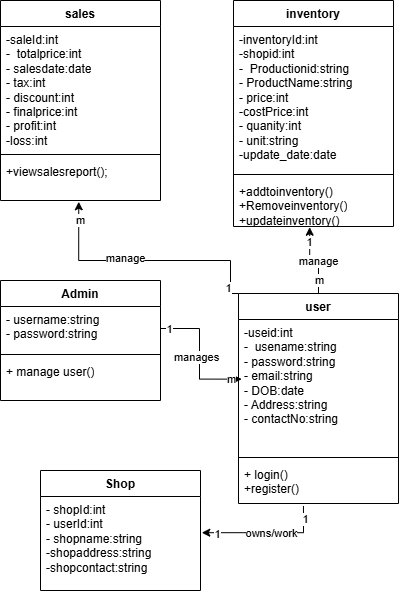 sales
-saleId:int
- totalprice:int
- salesdate:date
- tax:int
- discount:int
- finalprice:int
- profit:int
-loss:int
+viewsalesreport();
inventory
-inventoryId:int
-shopid:int
- Productionid:string
- ProductName:string
- price:int
-costPrice:int
- quanity:int
- unit:string
-update_date:date
+addtoinventory()
+Removeinventory()
+updateinventory()
m
manage
1
1
manage
m
Admin
- username:string
- password:string
+ manage user()
1
manages
m
user
-useid:int
- usename:string
- password:string
- email:string
- DOB:date
- Address:string
- contactNo:string
+ login()
+register()
1
owns/work
1
Shop
- shopId:int
- userId:int
- shopname:string
-shopaddress:string
-shopcontact:string